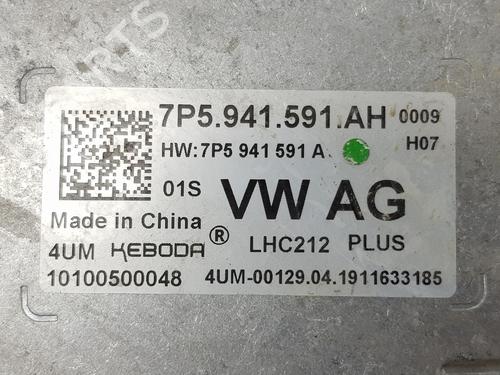 7P5.941.591.AH 0009
HW:7P5 941 591 A H07
01S VW AG
Made in China
4UM KEBODA® LHC212 PLUS
10100500048 4UM-00129.04.1911633185